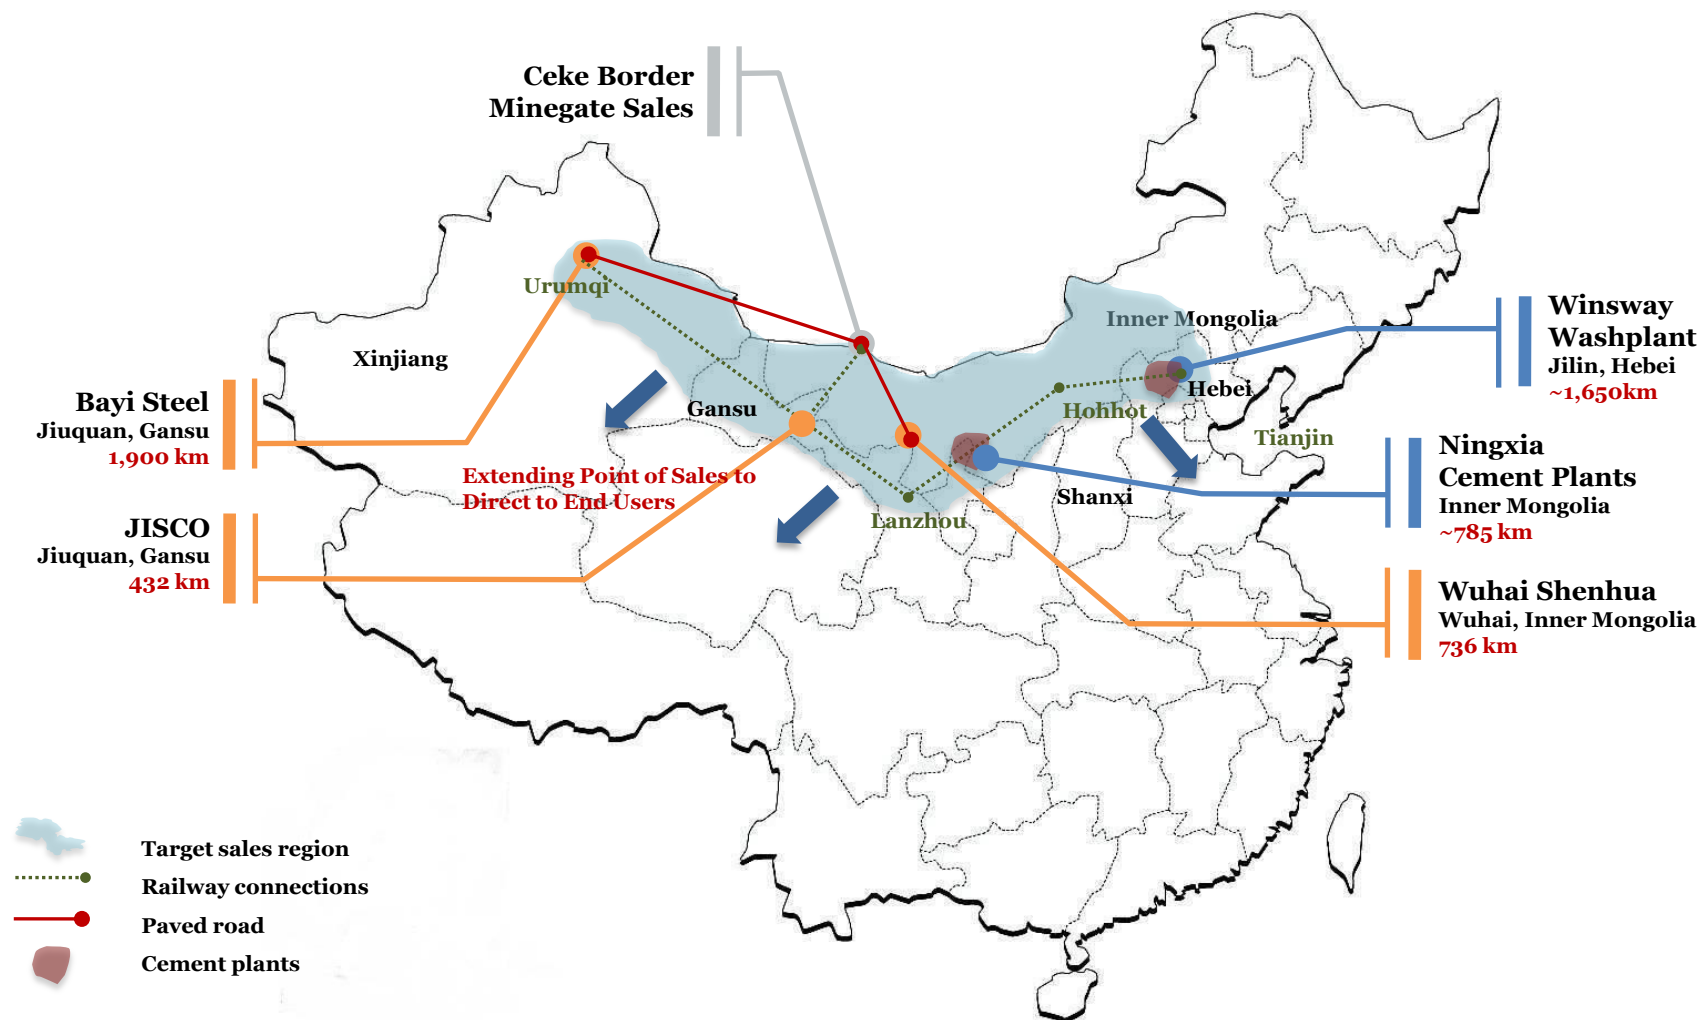 Ceke Border
Minegate Sales
Urumqi
Xinjiang
Inner Mongolia
Gansu
Hebei
Hohhot
Tianjin
Shanxi
Lanzhou
Extending Point of Sales to
Direct to End Users
Bayi Steel
Jiuquan, Gansu
1,900 km
JISCO
Jiuquan, Gansu
432 km
Winsway
Washplant
Jilin, Hebei
~1,650km
Ningxia
Cement Plants
Inner Mongolia
~785 km
Wuhai Shenhua
Wuhai, Inner Mongolia
736 km
Target sales region
Railway connections
Paved road
Cement plants